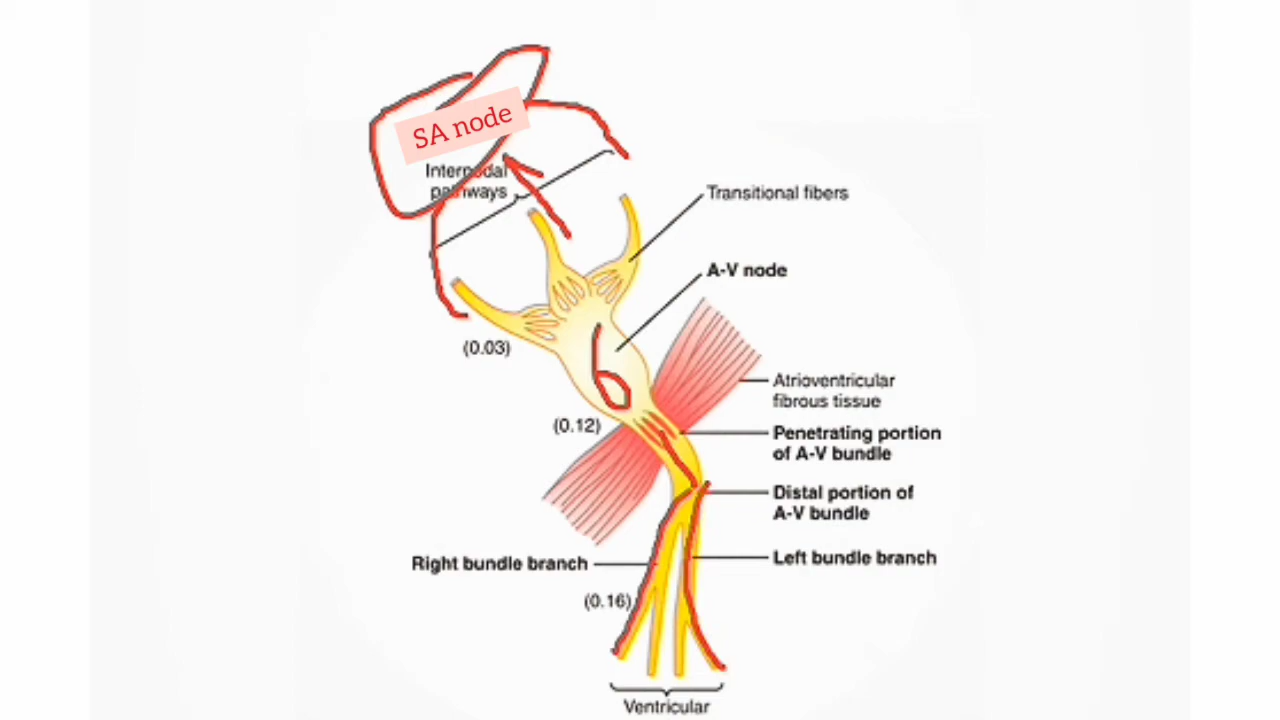 SA node
Internodal
pathways
Transitional fibers
A-V node
(0.03)
Atrioventricular
fibrous tissue
(0.12)
Penetrating portion
of A-V bundle
Distal portion of
A-V bundle
Right bundle branch
Left bundle branch
(0.16)
Ventricular